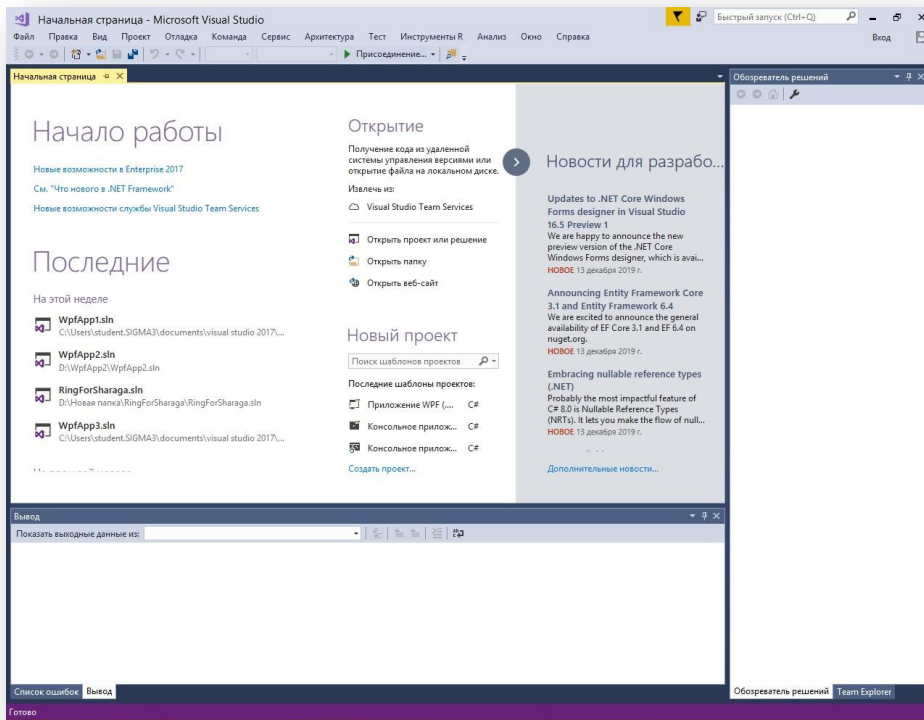 Начальная страница - Microsoft Visual Studio
Быстрый запуск (Ctrl+Q)
Файл Правка Вид Проект Отладка Команда Сервис Архитектура Тест Инструменты R Анализ Окно Справка
Вход
Присоединение...
Начальная страница
Обозреватель решений
Начало работы
Новые возможности в Enterprise 2017
См. "Что нового в .NET Framework"
Новые возможности службы Visual Studio Team Services
Последние
На этой неделе
WpfApp1.sln
C:\Users\student.SIGMA3\documents\visual studio 2017\...
WpfApp2.sln
D:\WpfApp2\WpfApp2.sln
RingForSharaga.sln
D:\Новая папка\RingForSharaga\RingForSharaga.sln
WpfApp3.sln
C:\Users\student.SIGMA3\documents\visual studio 2017\...
Открытие
Получение кода из удаленной
системы управления версиями или
открытие файла на локальном диске.
Извлечь из:
Visual Studio Team Services
Открыть проект или решение
Открыть папку
Открыть веб-сайт
Новый проект
Поиск шаблонов проектов
Последние шаблоны проектов:
Приложение WPF (.... C#
Консольное прилож... C#
Консольное прилож... C#
Создать проект...
Новости для разрабо...
Updates to .NET Core Windows
Forms designer in Visual Studio
16.5 Preview 1
We are happy to announce the new
preview version of the .NET Core
Windows Forms designer, which is avai...
НОВОЕ 13 декабря 2019 г.
Announcing Entity Framework Core
3.1 and Entity Framework 6.4
We are excited to announce the general
availability of EF Core 3.1 and EF 6.4 on
nuget.org.
НОВОЕ 13 декабря 2019 г.
Embracing nullable reference types
(.NET)
Probably the most impactful feature of
C# 8.0 is Nullable Reference Types
(NRTs). It lets you make the flow of null...
НОВОЕ 13 декабря 2019 г.
Дополнительные новости...
Вывод
Показать выходные данные из:
Список ошибок Вывод
Обозреватель решений Team Explorer
Готово